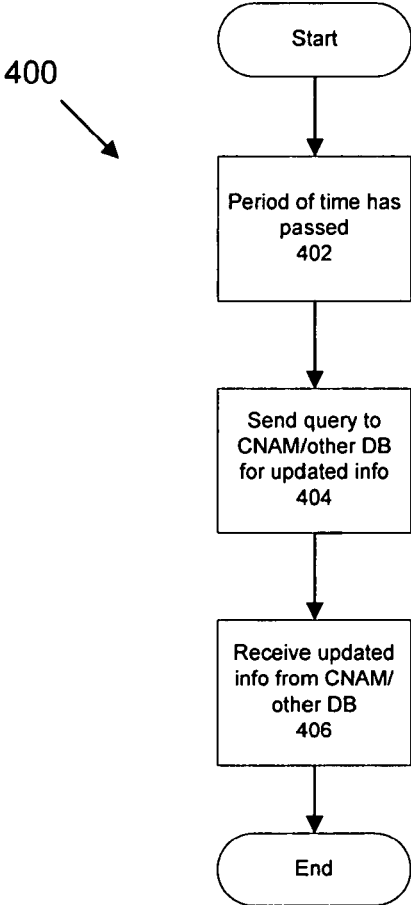 Start
400
Period of time has
passed
402
Send query to
CNAM/other DB
for updated info
404
Receive updated
info from CNAM/
other DB
406
End